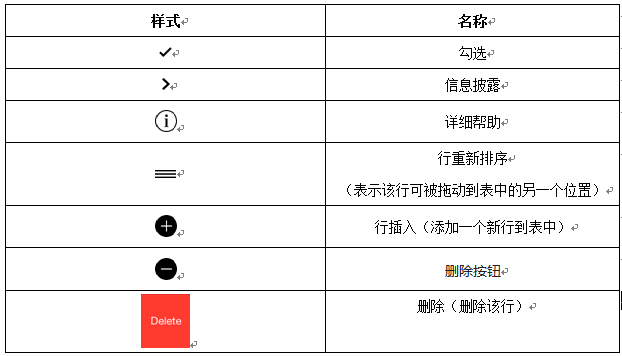 样式 名称
勾选
信息披露
详细帮助
行重新排序
（表示该行可被拖动到表中的另一个位置）
行插入（添加一个新行到表中）
删除按钮
Delete 删除（删除该行）